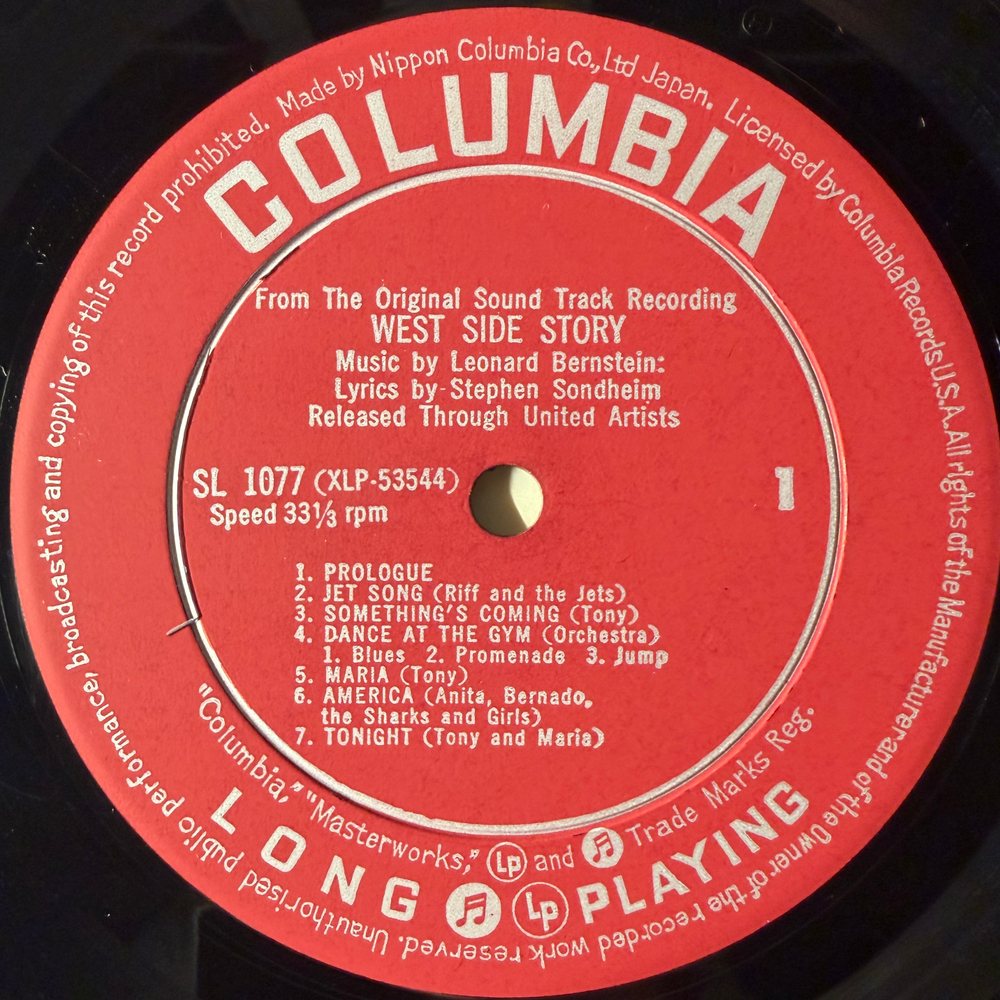 Made by Nippon Columbia Co., Ltd Japan. Licensed by Columbia Records U.S.A. All rights of the Manufacturer and of the Owner of the recorded work reserved. Unauthorised public performance, broadcasting and copying of this record prohibited.
COLUMBIA
From The Original Sound Track Recording
WEST SIDE STORY
Music by Leonard Bernstein:
Lyrics by Stephen Sondheim
Released Through United Artists
SL 1077 (XLP-53544)
1
Speed 33⅓ rpm
1. PROLOGUE
2. JET SONG (Riff and the Jets)
3. SOMETHING'S COMING (Tony)
4. DANCE AT THE GYM (Orchestra)
1. Blues 2. Promenade 3. Jump
5. MARIA (Tony)
6. AMERICA (Anita, Bernado,
the Sharks and Girls)
7. TONIGHT (Tony and Maria)
"Columbia," "Masterworks," Lp and Trade Marks Reg.
LONG Lp PLAYING